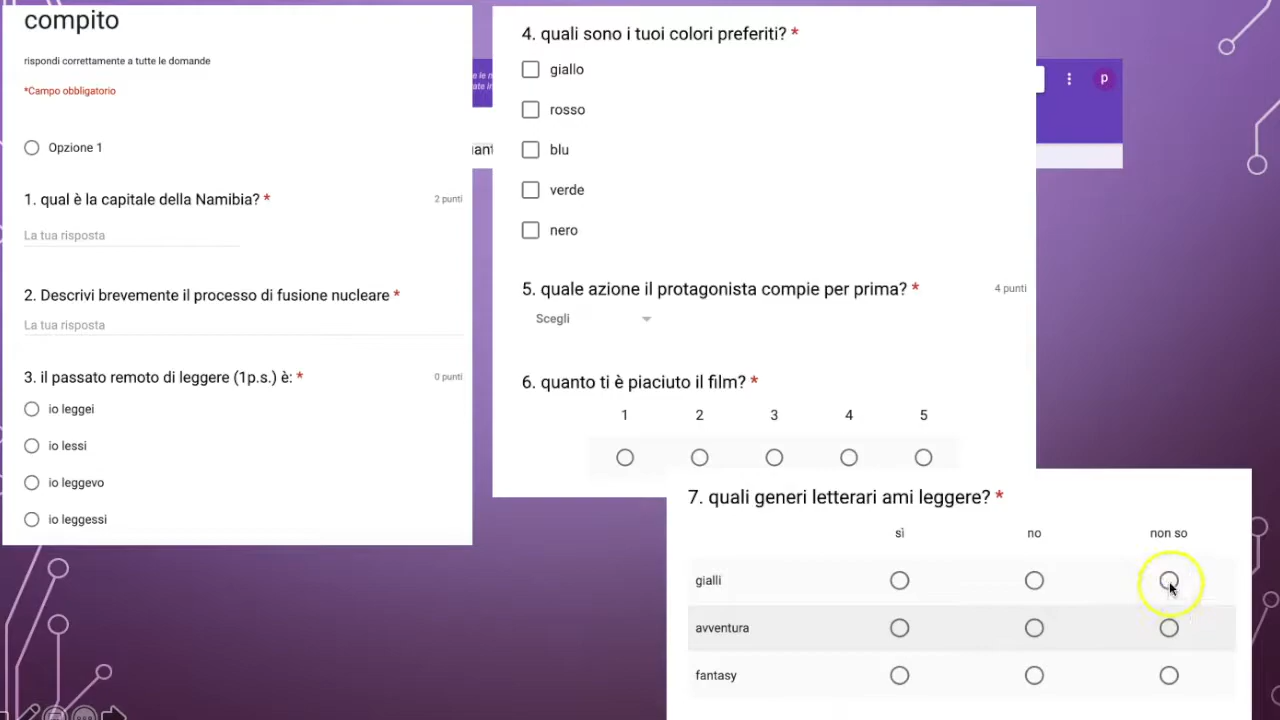 compito
rispondi correttamente a tutte le domande
*Campo obbligatorio
Opzione 1
1. qual è la capitale della Namibia? *
2 punti
La tua risposta
2. Descrivi brevemente il processo di fusione nucleare *
La tua risposta
3. il passato remoto di leggere (1p.s.) è: *
0 punti
io leggei
io lessi
io leggevo
io leggessi
4. quali sono i tuoi colori preferiti? *
giallo
rosso
blu
verde
nero
5. quale azione il protagonista compie per prima? *
4 punti
Scegli
6. quanto ti è piaciuto il film? *
1 2 3 4 5
7. quali generi letterari ami leggere? *
sì no non so
gialli
avventura
fantasy
p